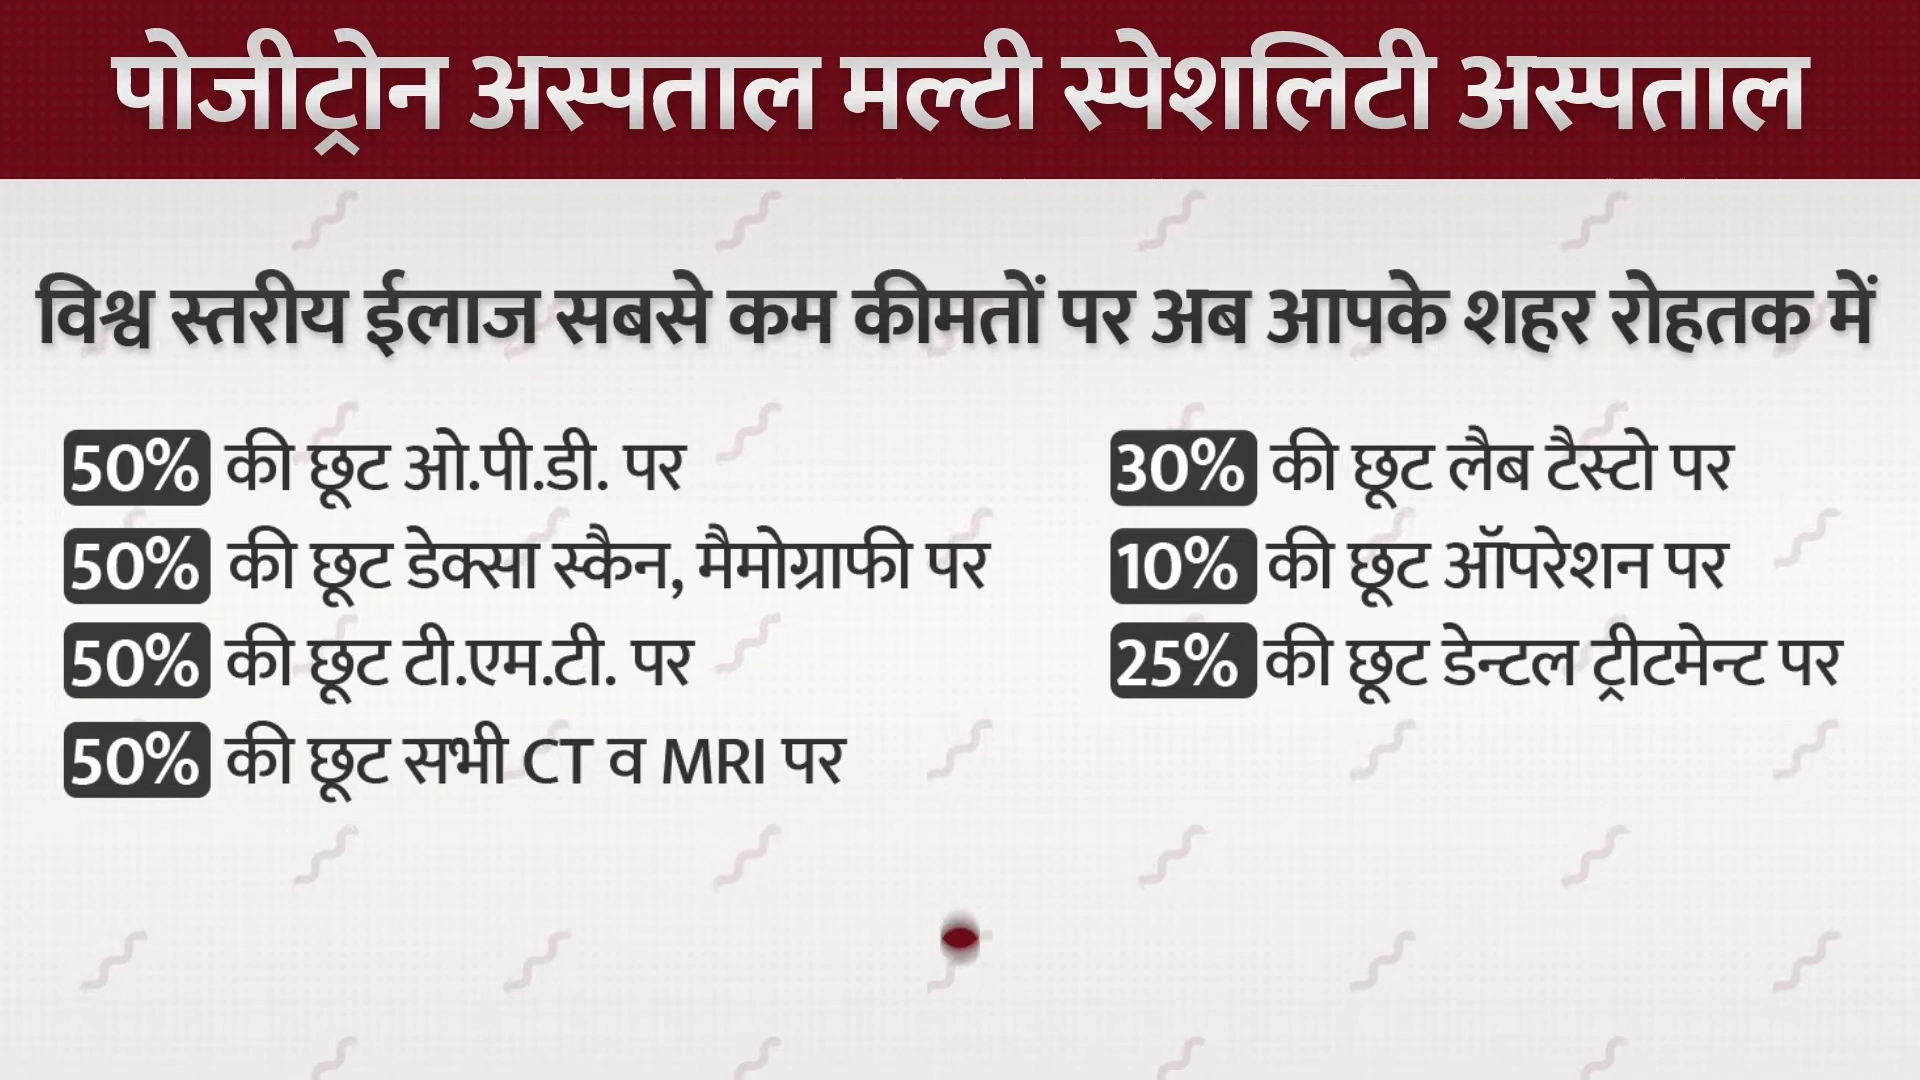 पोजीट्रोन अस्पताल मल्टी स्पेशलिटी अस्पताल
विश्व स्तरीय ईलाज सबसे कम कीमतों पर अब आपके शहर रोहतक में
50% की छूट ओ.पी.डी. पर
50% की छूट डेक्सा स्कैन, मैमोग्राफी पर
50% की छूट टी.एम.टी. पर
50% की छूट सभी CT व MRI पर
30% की छूट लैब टैस्टो पर
10% की छूट ऑपरेशन पर
25% की छूट डेन्टल ट्रीटमेन्ट पर